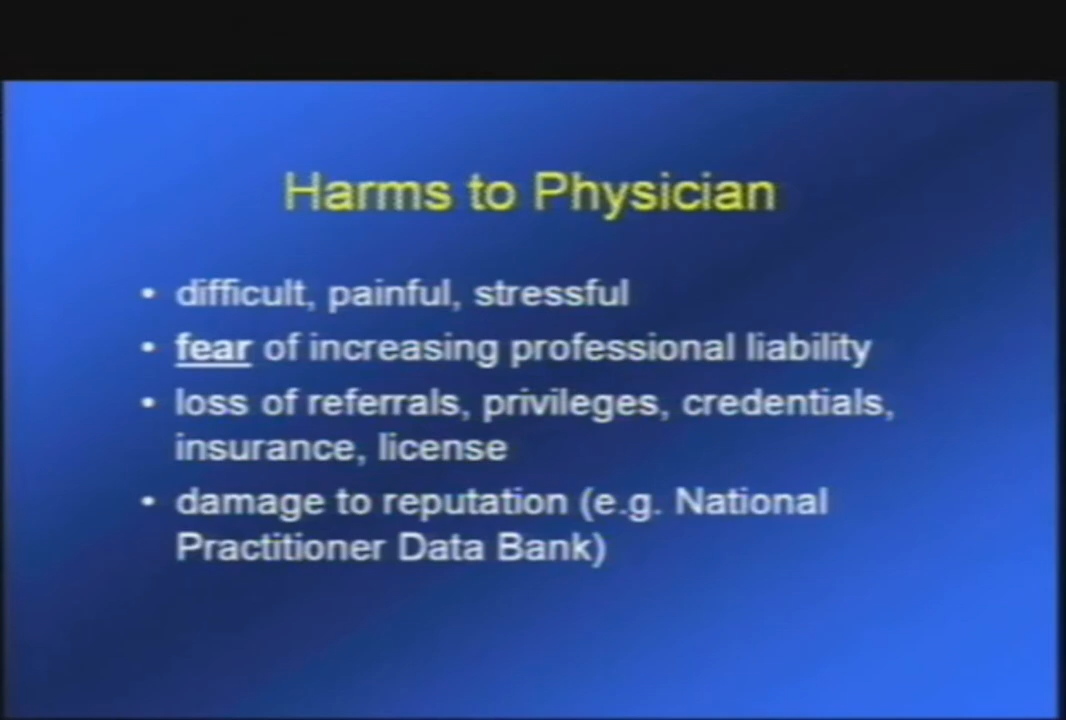 Harms to Physician
• difficult, painful, stressful
• fear of increasing professional liability
• loss of referrals, privileges, credentials,
insurance, license
• damage to reputation (e.g. National
Practitioner Data Bank)